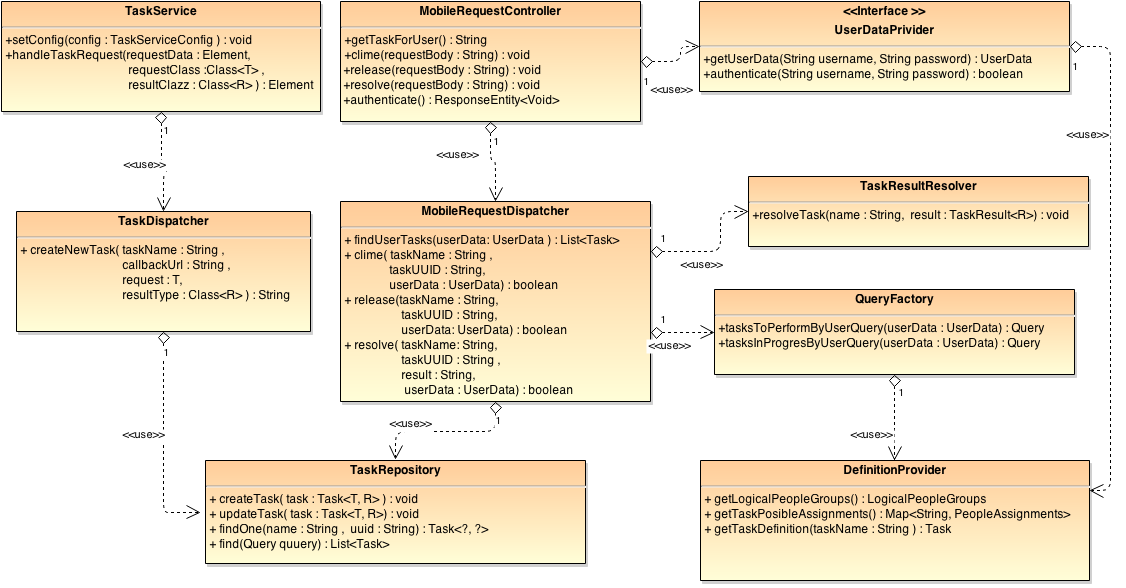 TaskService
+setConfig(config : TaskServiceConfig ) : void
+handleTaskRequest(requestData : Element,
requestClass :Class<T> ,
resultClazz : Class<R> ) : Element
1
<<use>>
MobileRequestController
+getTaskForUser() : String
+clime(requestBody : String) : void
+release(requestBody : String) : void
+resolve(requestBody : String) : void
+authenticate() : ResponseEntity<Void>
1
<<use>>
1
<<use>>
<<Interface >>
UserDataPrivider
+getUserData(String username, String password) : UserData
+authenticate(String username, String password) : boolean
1
<<use>>
TaskDispatcher
+ createNewTask( taskName : String ,
callbackUrl : String ,
request : T,
resultType : Class<R> ) : String
1
<<use>>
MobileRequestDispatcher
+ findUserTasks(userData: UserData ) : List<Task>
+ clime( taskName : String ,
taskUUID : String,
userData : UserData) : boolean
+ release(taskName : String,
taskUUID : String,
userData: UserData) : boolean
+ resolve( taskName: String,
taskUUID : String ,
result : String,
userData : UserData) : boolean
1
<<use>>
1
<<use>>
1
<<use>>
TaskResultResolver
+resolveTask(name : String, result : TaskResult<R>) : void
QueryFactory
+tasksToPerformByUserQuery(userData : UserData) : Query
+tasksInProgresByUserQuery(userData : UserData) : Query
1
<<use>>
TaskRepository
+ createTask( task : Task<T, R> ) : void
+ updateTask( task : Task<T, R>) : void
+ findOne(name : String , uuid : String) : Task<?, ?>
+ find(Query quuery) : List<Task>
DefinitionProvider
+ getLogicalPeopleGroups() : LogicalPeopleGroups
+ getTaskPosibleAssignments() : Map<String, PeopleAssignments>
+ getTaskDefinition(taskName : String ) : Task